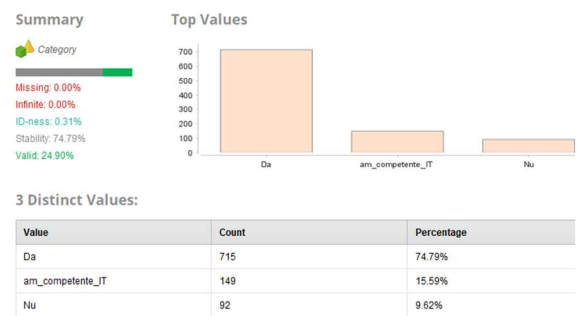 Summary
Category
Missing: 0.00%
Infinite: 0.00%
ID-ness: 0.31%
Stability: 74.79%
Valid: 24.90%
Top Values
700
600
500
400
300
200
100
0
Da am_competente_IT Nu
3 Distinct Values:
Value Count Percentage
Da 715 74.79%
am_competente_IT 149 15.59%
Nu 92 9.62%